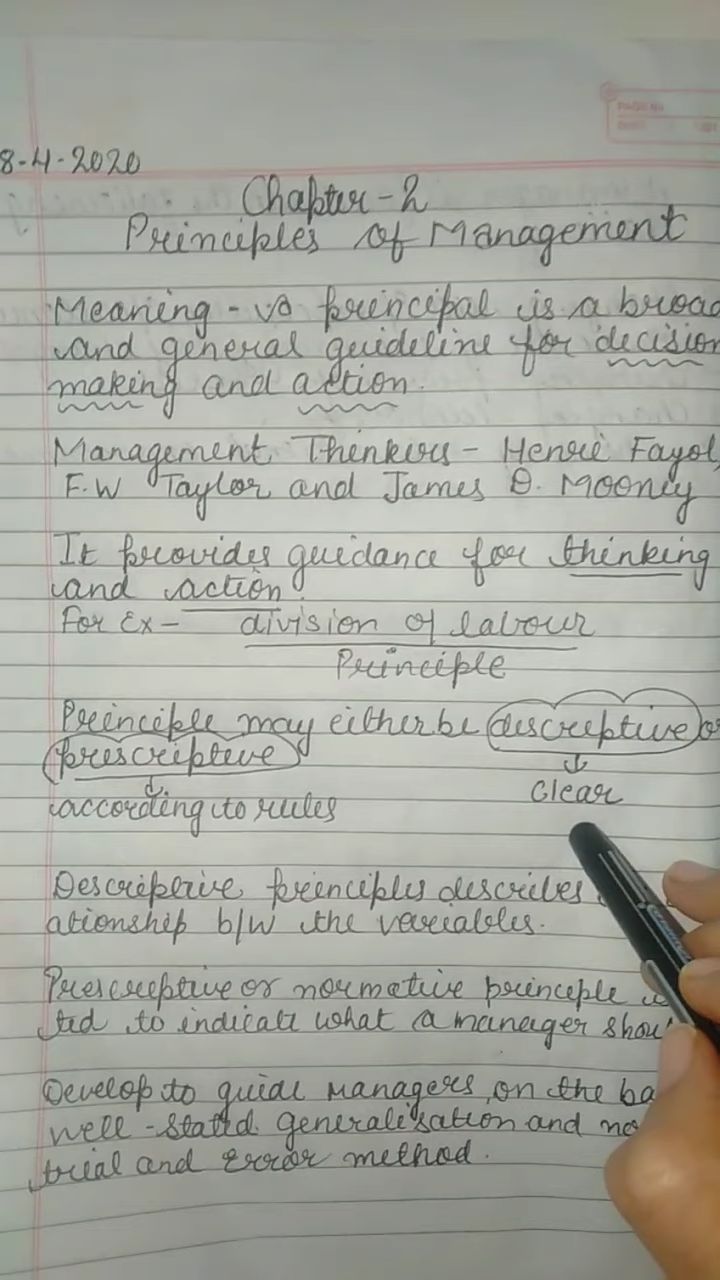 8-4-2020
Chapter-2
Principles of Management
Meaning - principal is a broad
and general guideline for decision
making and action.
Management Thinkers - Henrie Fayol,
F.W Taylor and James D. Mooney
It provides guidance for thinking
and action.
For Ex - division of labour
Principle
Principle may either be descriptive or
prescriptive
clear
according to rules
Descriptive principles describes
ationship b/w the variables.
Prescriptive or normative principle
ted to indicate what a manager
Develop to guide managers on the
well-stated generalisation and
trial and error method.